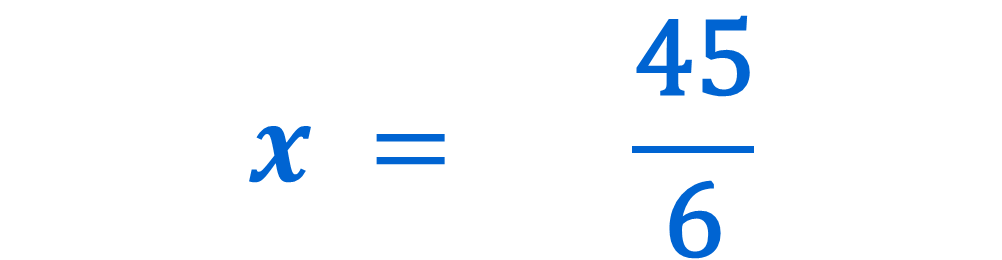 x = 45/6